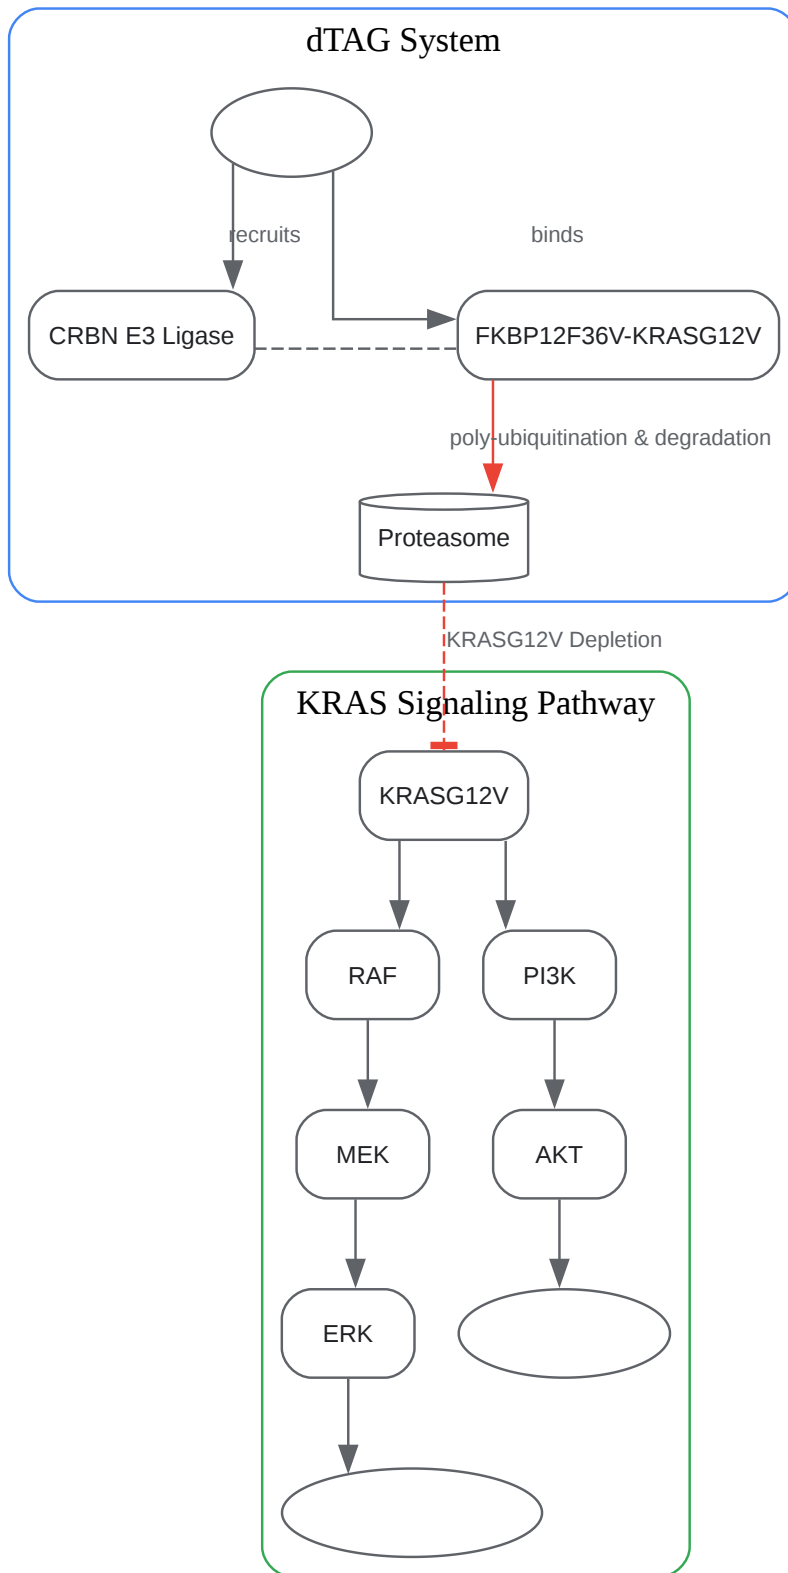 dTAG System
recruits
binds
CRBN E3 Ligase
FKBP12F36V-KRASG12V
poly-ubiquitination & degradation
Proteasome
KRASG12V Depletion
KRAS Signaling Pathway
KRASG12V
RAF
PI3K
MEK
AKT
ERK